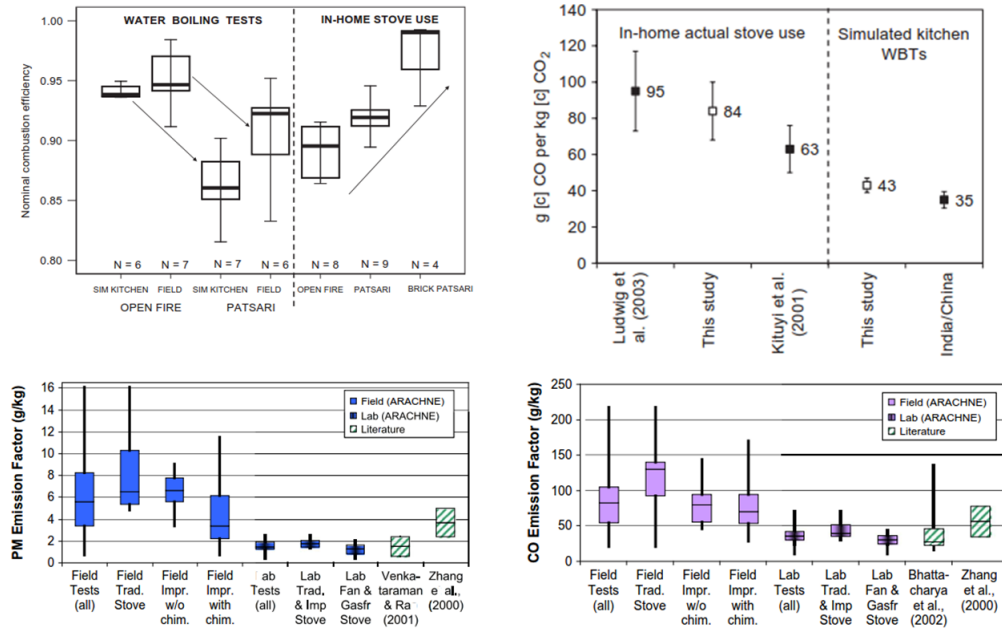 WATER BOILING TESTS
IN-HOME STOVE USE
Nominal combustion efficiency
1.00
0.95
0.90
0.85
0.80
N = 6
N = 7
N = 7
N = 6
N = 8
N = 9
N = 4
SIM KITCHEN
FIELD
SIM KITCHEN
FIELD
OPEN FIRE
PATSARI
BRICK PATSARI
OPEN FIRE
PATSARI
g [c] CO per kg [c] CO2
140
120
100
80
60
40
20
0
In-home actual stove use
Simulated kitchen
WBTs
95
84
63
43
35
Ludwig et
al. (2003)
This study
Kituyi et al.
(2001)
This study
India/China
PM Emission Factor (g/kg)
16
14
12
10
8
6
4
2
0
Field (ARACHNE)
Lab (ARACHNE)
Literature
Field
Tests
(all)
Field
Trad.
Stove
Field
Impr.
w/o
chim.
Field
Impr.
with
chim.
ab
Tests
(all)
Lab
Trad.
& Imp
Stove
Lab
Fan &
Gasfr
Stove
Venka-
taraman
& Ra
(2001)
Zhang
e al.,
(2000)
CO Emission Factor (g/kg)
250
200
150
100
50
0
Field (ARACHNE)
Lab (ARACHNE)
Literature
Field
Tests
(all)
Field
Trad.
Stove
Field
Impr.
w/o
chim.
Field
Impr.
with
chim.
Lab
Tests
(all)
Lab
Trad.
& Imp
Stove
Lab
Fan &
Gasfr
Stove
Bhatta-
charya
et al.,
(2002)
Zhang
et al.,
(2000)